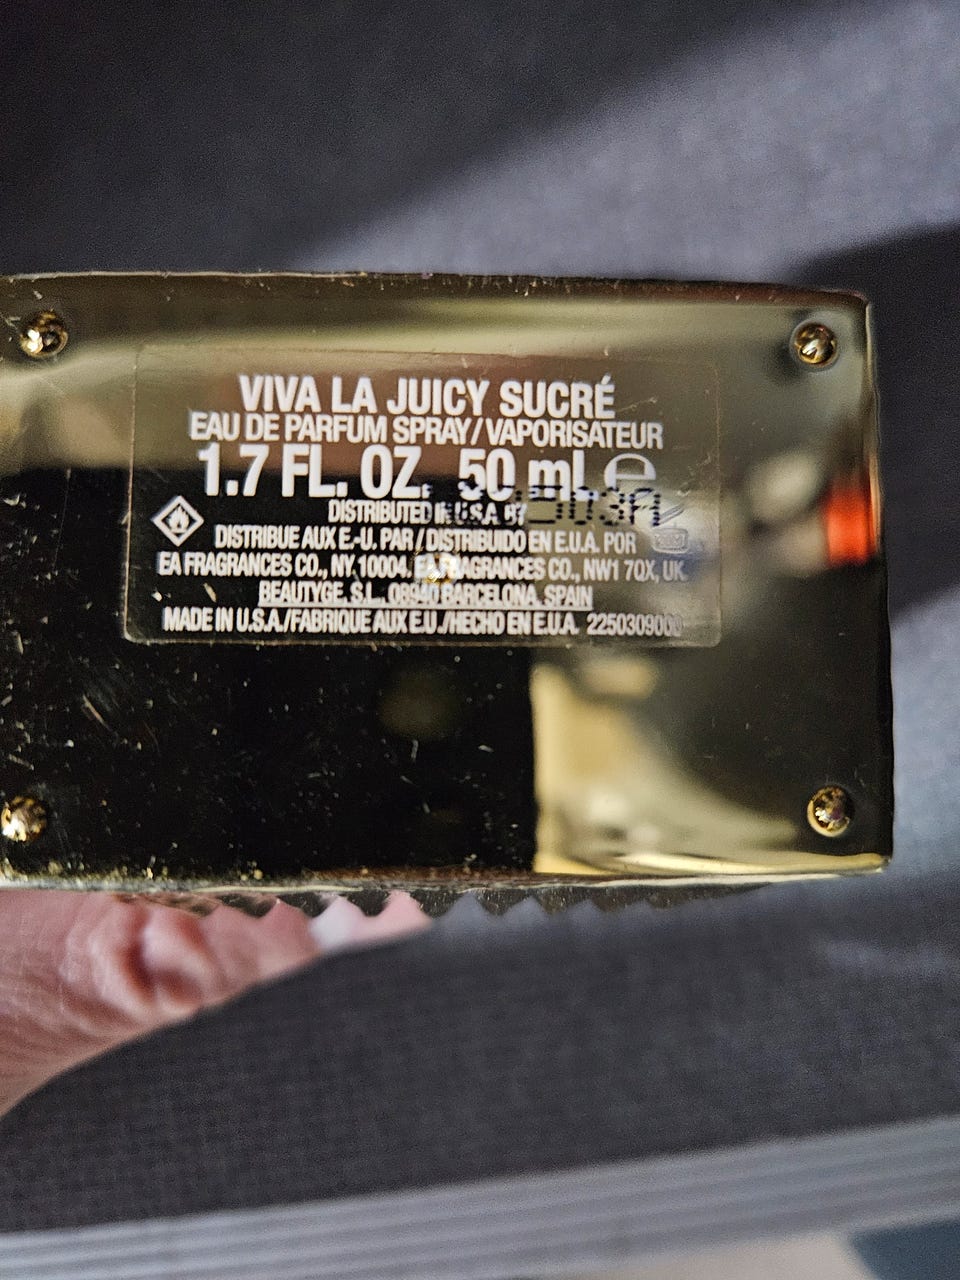 VIVA LA JUICY SUCRÉ
EAU DE PARFUM SPRAY/VAPORISATEUR
1.7 FL. OZ. 50 ml e
DISTRIBUTED IN U.S.A. BY
DISTRIBUE AUX E.-U. PAR / DISTRIBUIDO EN E.U.A. POR
EA FRAGRANCES CO., NY 10004. EA FRAGRANCES CO., NW1 7QX, UK.
BEAUTYGE, S.L., 08940 BARCELONA, SPAIN
MADE IN U.S.A./FABRIQUE AUX E.U./HECHO EN E.U.A.